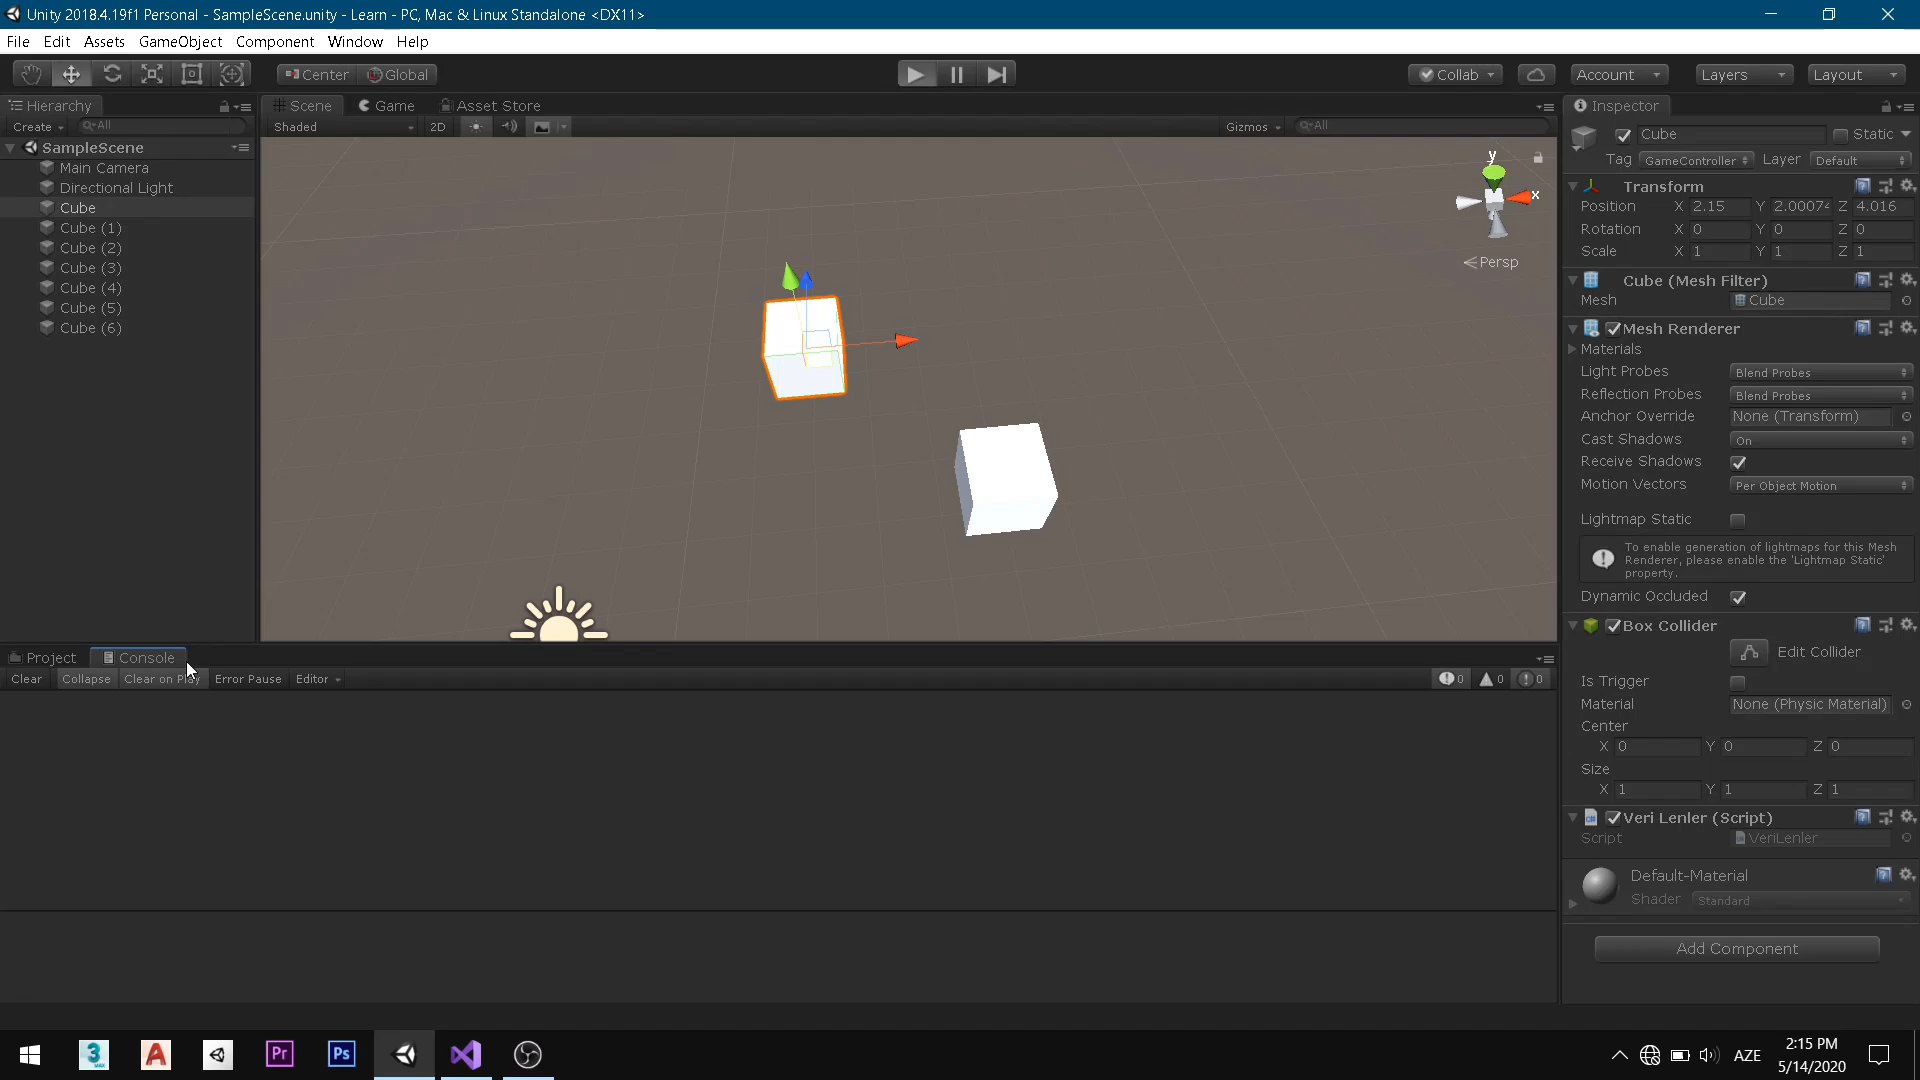 Unity 2018.4.19f1 Personal - SampleScene.unity - Learn - PC, Mac & Linux Standalone <DX11>
File Edit Assets GameObject Component Window Help
Center Global Collab Account Layers Layout
Hierarchy Scene Game Asset Store Inspector
Create All Shaded 2D Gizmos All
SampleScene
Main Camera
Directional Light
Cube
Cube (1)
Cube (2)
Cube (3)
Cube (4)
Cube (5)
Cube (6)
y
x
Persp
Cube Static
Tag GameController Layer Default
Transform
Position X 2.15 Y 2.00074 Z 4.016
Rotation X 0 Y 0 Z 0
Scale X 1 Y 1 Z 1
Cube (Mesh Filter)
Mesh Cube
Mesh Renderer
Materials
Light Probes Blend Probes
Reflection Probes Blend Probes
Anchor Override None (Transform)
Cast Shadows On
Receive Shadows
Motion Vectors Per Object Motion
Lightmap Static
To enable generation of lightmaps for this Mesh
Renderer, please enable the 'Lightmap Static'
property.
Dynamic Occluded
Box Collider
Edit Collider
Is Trigger
Material None (Physic Material)
Center
X 0 Y 0 Z 0
Size
X 1 Y 1 Z 1
Veri Lenler (Script)
Script VeriLenler
Default-Material
Shader Standard
Add Component
Project Console
Clear Collapse Clear on Play Error Pause Editor 0 0 0
3
MAX
A
Pr
Ps
AZE
2:15 PM
5/14/2020